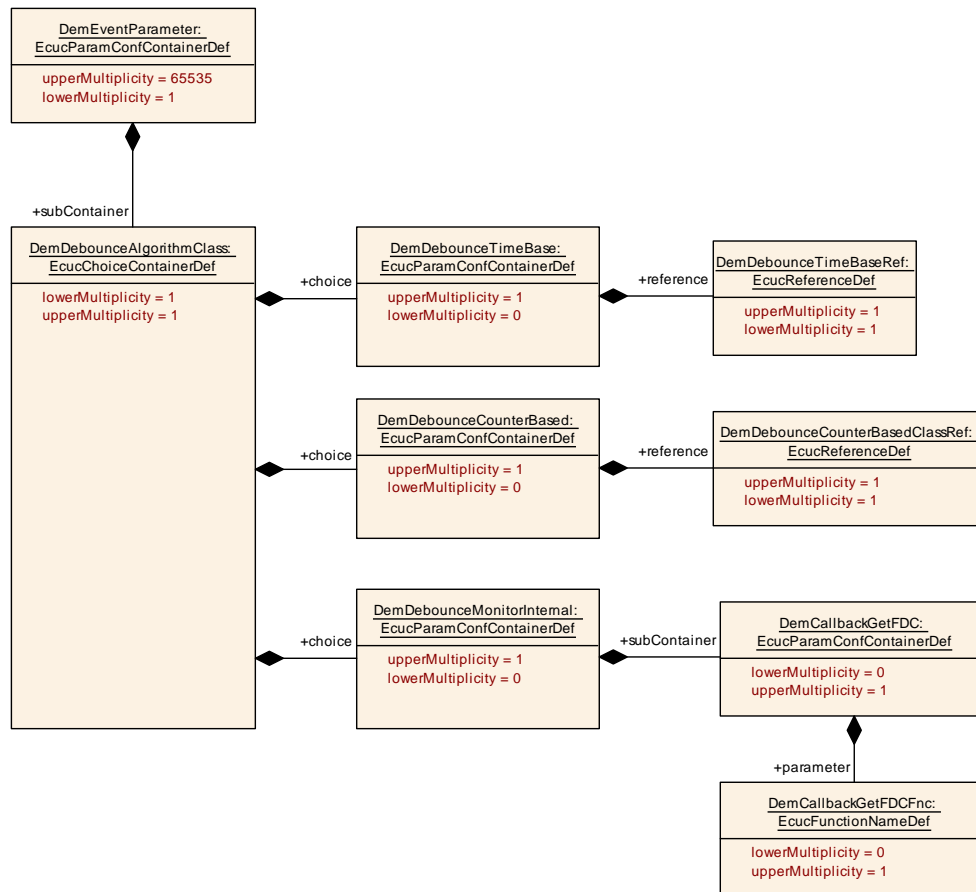 DemEventParameter:
EcucParamConfContainerDef
upperMultiplicity = 65535
lowerMultiplicity = 1
+subContainer
DemDebounceAlgorithmClass:
EcucChoiceContainerDef
lowerMultiplicity = 1
upperMultiplicity = 1
+choice
DemDebounceTimeBase:
EcucParamConfContainerDef
upperMultiplicity = 1
lowerMultiplicity = 0
+reference
DemDebounceTimeBaseRef:
EcucReferenceDef
upperMultiplicity = 1
lowerMultiplicity = 1
+choice
DemDebounceCounterBased:
EcucParamConfContainerDef
upperMultiplicity = 1
lowerMultiplicity = 0
+reference
DemDebounceCounterBasedClassRef:
EcucReferenceDef
upperMultiplicity = 1
lowerMultiplicity = 1
+choice
DemDebounceMonitorInternal:
EcucParamConfContainerDef
upperMultiplicity = 1
lowerMultiplicity = 0
+subContainer
DemCallbackGetFDC:
EcucParamConfContainerDef
lowerMultiplicity = 0
upperMultiplicity = 1
+parameter
DemCallbackGetFDCFnc:
EcucFunctionNameDef
lowerMultiplicity = 0
upperMultiplicity = 1